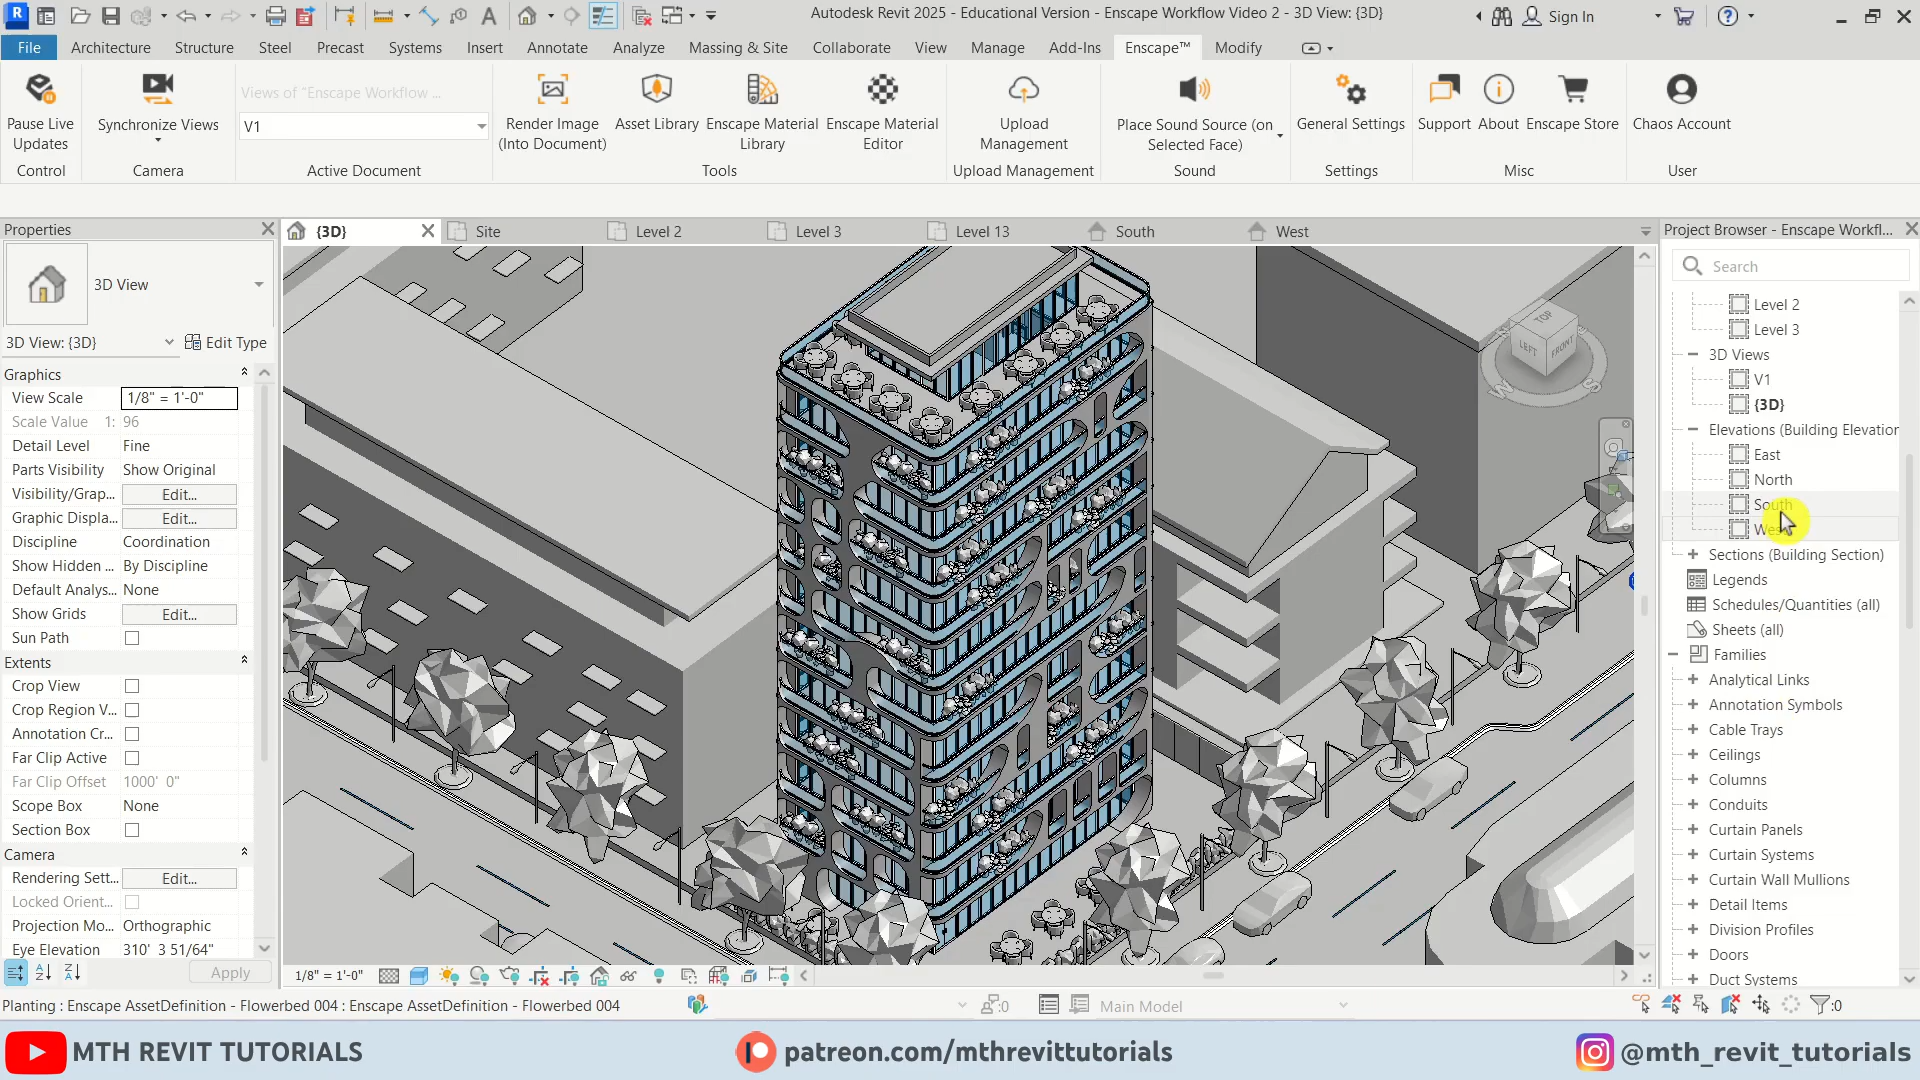 Autodesk Revit 2025 - Educational Version - Enscape Workflow Video 2 - 3D View: {3D}
Sign In
File Architecture Structure Steel Precast Systems Insert Annotate Analyze Massing & Site Collaborate View Manage Add-Ins Enscape™ Modify
Pause Live Updates
Control
Synchronize Views
Camera
Views of "Enscape Workflow ...
V1
Active Document
Render Image (Into Document)
Asset Library
Enscape Material Library
Enscape Material Editor
Tools
Upload Management
Upload Management
Place Sound Source (on Selected Face)
Sound
General Settings
Settings
Support About Enscape Store
Misc
Chaos Account
User
Properties
3D View
3D View: {3D}
Edit Type
Graphics
View Scale 1/8" = 1'-0"
Scale Value 1: 96
Detail Level Fine
Parts Visibility Show Original
Visibility/Grap... Edit...
Graphic Displa... Edit...
Discipline Coordination
Show Hidden ... By Discipline
Default Analys... None
Show Grids Edit...
Sun Path
Extents
Crop View
Crop Region V...
Annotation Cr...
Far Clip Active
Far Clip Offset 1000' 0"
Scope Box None
Section Box
Camera
Rendering Sett... Edit...
Locked Orient...
Projection Mo... Orthographic
Eye Elevation 310' 3 51/64"
Apply
{3D} Site Level 2 Level 3 Level 13 South West
TOP
LEFT FRONT
W S
1/8" = 1'-0"
Project Browser - Enscape Workfl...
Search
Level 2
Level 3
3D Views
V1
{3D}
Elevations (Building Elevation
East
North
South
West
Sections (Building Section)
Legends
Schedules/Quantities (all)
Sheets (all)
Families
Analytical Links
Annotation Symbols
Cable Trays
Ceilings
Columns
Conduits
Curtain Panels
Curtain Systems
Curtain Wall Mullions
Detail Items
Division Profiles
Doors
Duct Systems
Planting : Enscape AssetDefinition - Flowerbed 004 : Enscape AssetDefinition - Flowerbed 004
:0
Main Model
:0
MTH REVIT TUTORIALS
patreon.com/mthrevittutorials
@mth_revit_tutorials